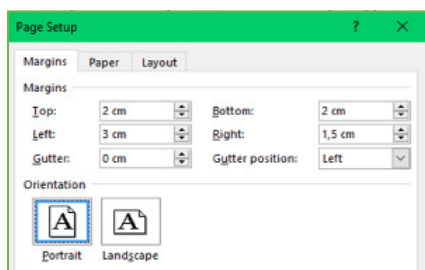 Page Setup ? ×
Margins Paper Layout
Margins
Top: 2 cm Bottom: 2 cm
Left: 3 cm Right: 1,5 cm
Gutter: 0 cm Gutter position: Left
Orientation
A A
Portrait Landscape